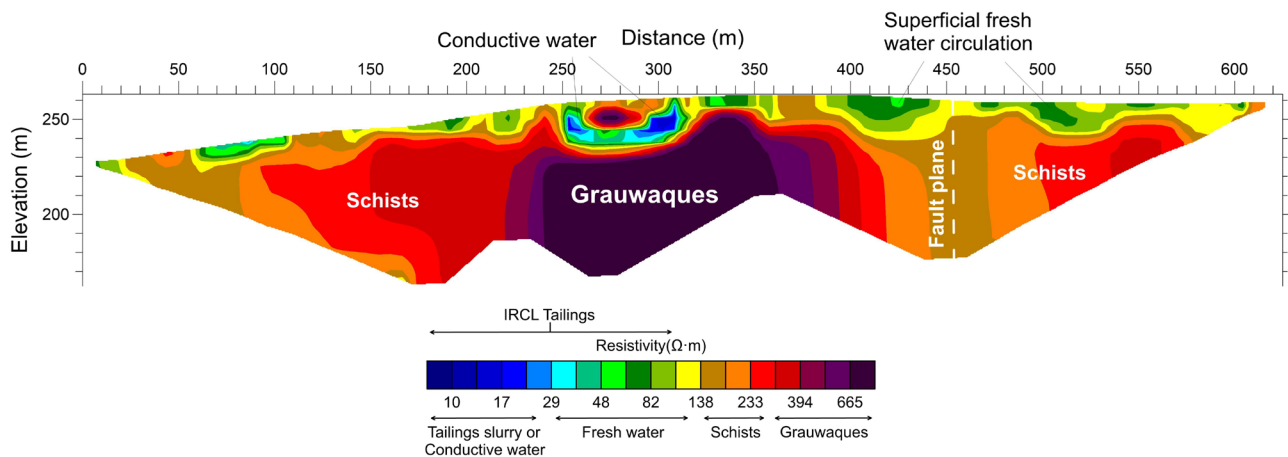 Superficial fresh
water circulation
Conductive water
Distance (m)
0 50 100 150 200 250 300 350 400 450 500 550 600
Elevation (m)
250
200
Schists
Grauwaques
Fault plane
Schists
IRCL Tailings
Resistivity(Ω·m)
10 17 29 48 82 138 233 394 665
Tailings slurry or
Conductive water
Fresh water
Schists
Grauwaques